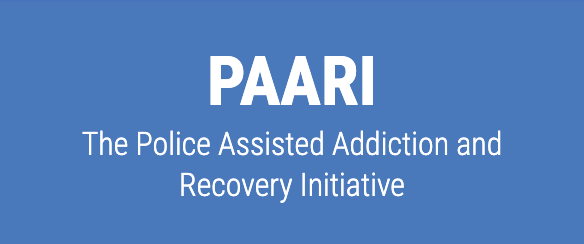 PAARI
The Police Assisted Addiction and
Recovery Initiative